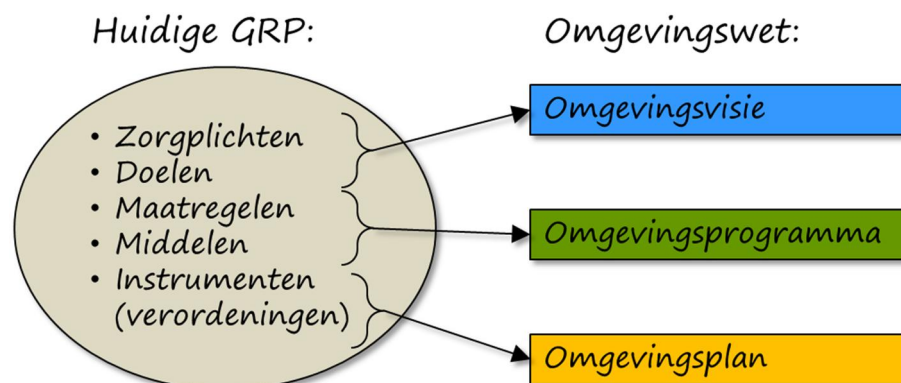 Huidige GRP:
• Zorgplichten
• Doelen
• Maatregelen
• Middelen
• Instrumenten
(verordeningen)
Omgevingswet:
Omgevingsvisie
Omgevingsprogramma
Omgevingsplan